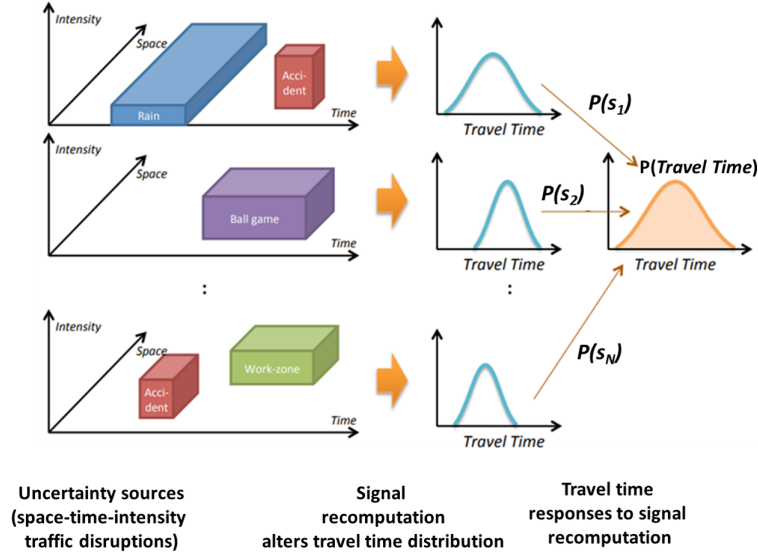 Intensity
Space
Acci-
dent
Rain
Time
Travel Time
P(s1)
Intensity
Space
Ball game
Time
Travel Time
P(s2)
P(Travel Time)
Travel Time
:
:
Intensity
Space
Acci-
dent
Work-zone
Time
Travel Time
P(sN)
Uncertainty sources
(space-time-intensity
traffic disruptions)
Signal
recomputation
alters travel time distribution
Travel time
responses to signal
recomputation